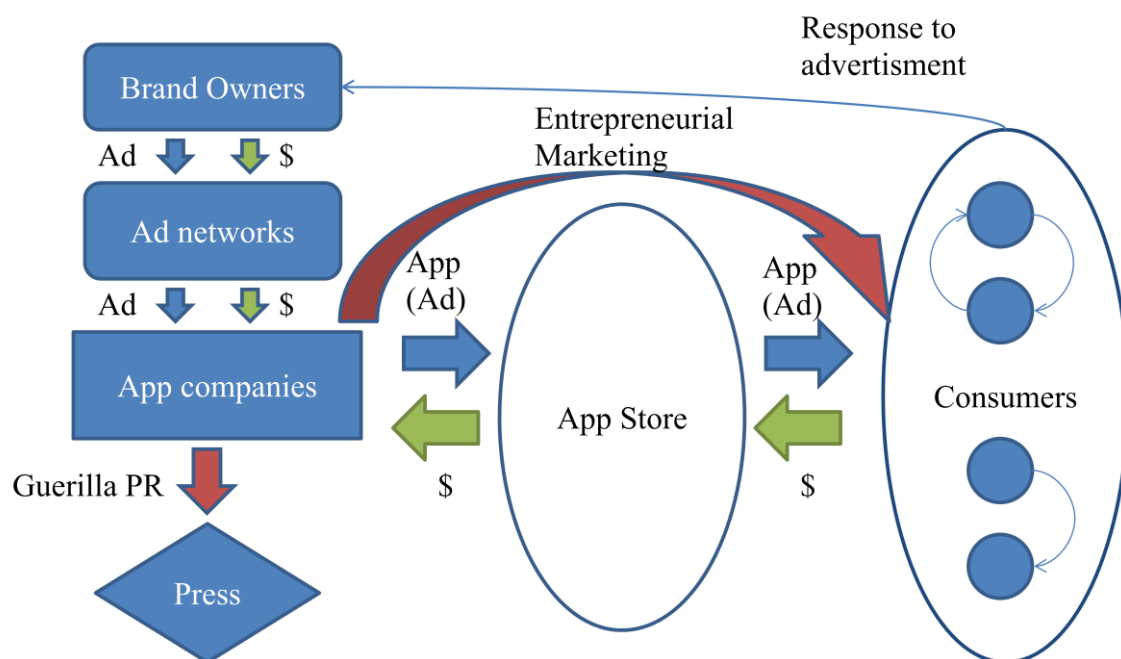 Response to
advertisment
Brand Owners
Entrepreneurial
Marketing
Ad
$
Ad networks
App
(Ad)
App
(Ad)
Ad
$
App companies
App Store
Consumers
$
$
Guerilla PR
Press